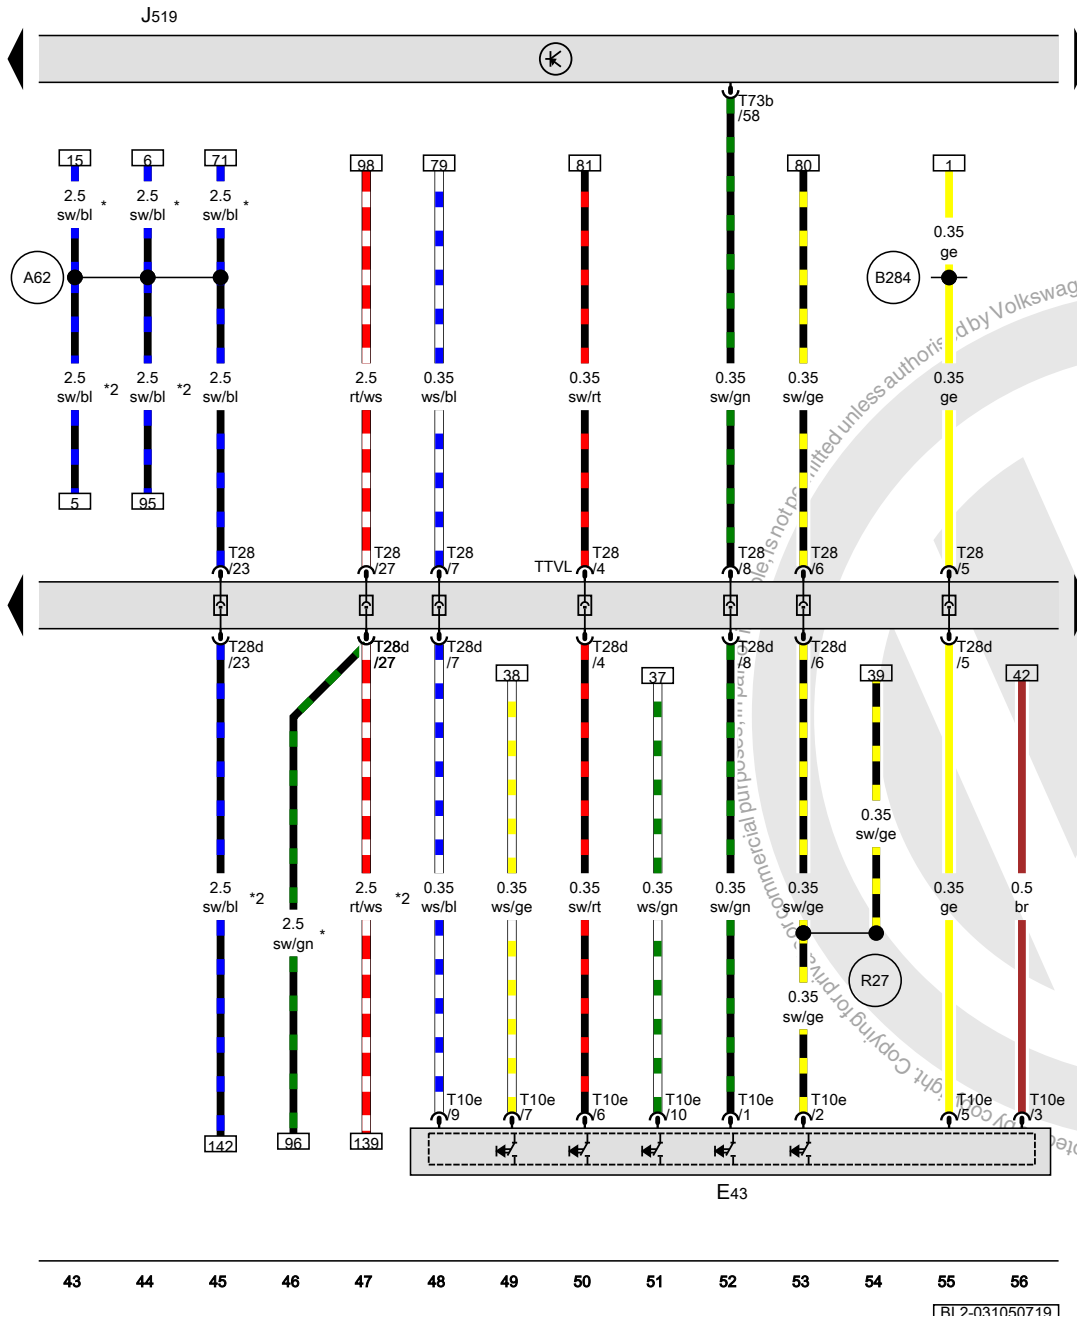 J519
T73b
/58
15 6 71 98 79 81 80 1
2.5 2.5 2.5
sw/bl * sw/bl * sw/bl *
0.35
ge
A62 B284
2.5 2.5 2.5 2.5 0.35 0.35 0.35 0.35 0.35
sw/bl *2 sw/bl *2 sw/bl rt/ws ws/bl sw/rt sw/gn sw/ge ge
5 95
T28 T28 T28 TTVL T28 T28 T28 T28
/23 /27 /7 /4 /8 /6 /5
T28d T28d T28d T28d T28d T28d T28d
/23 /27 /7 /4 /8 /6 /5
38 37 39 42
0.35
sw/ge
2.5 2.5 0.35 0.35 0.35 0.35 0.35 0.35 0.35 0.5
sw/bl *2 rt/ws *2 ws/bl ws/ge sw/rt ws/gn sw/gn sw/ge ge br
2.5
sw/gn *
R27
0.35
sw/ge
T10e T10e T10e T10e T10e T10e T10e T10e
/9 /7 /6 /10 /1 /2 /5 /3
142 96 139
E43
43 44 45 46 47 48 49 50 51 52 53 54 55 56
BL2-031050719